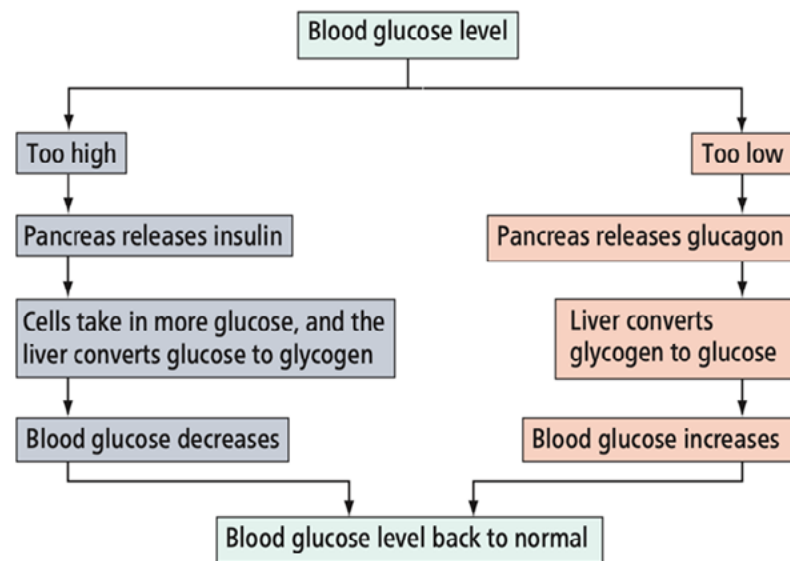 Blood glucose level
Too high
Too low
Pancreas releases insulin
Pancreas releases glucagon
Cells take in more glucose, and the
liver converts glucose to glycogen
Liver converts
glycogen to glucose
Blood glucose decreases
Blood glucose increases
Blood glucose level back to normal